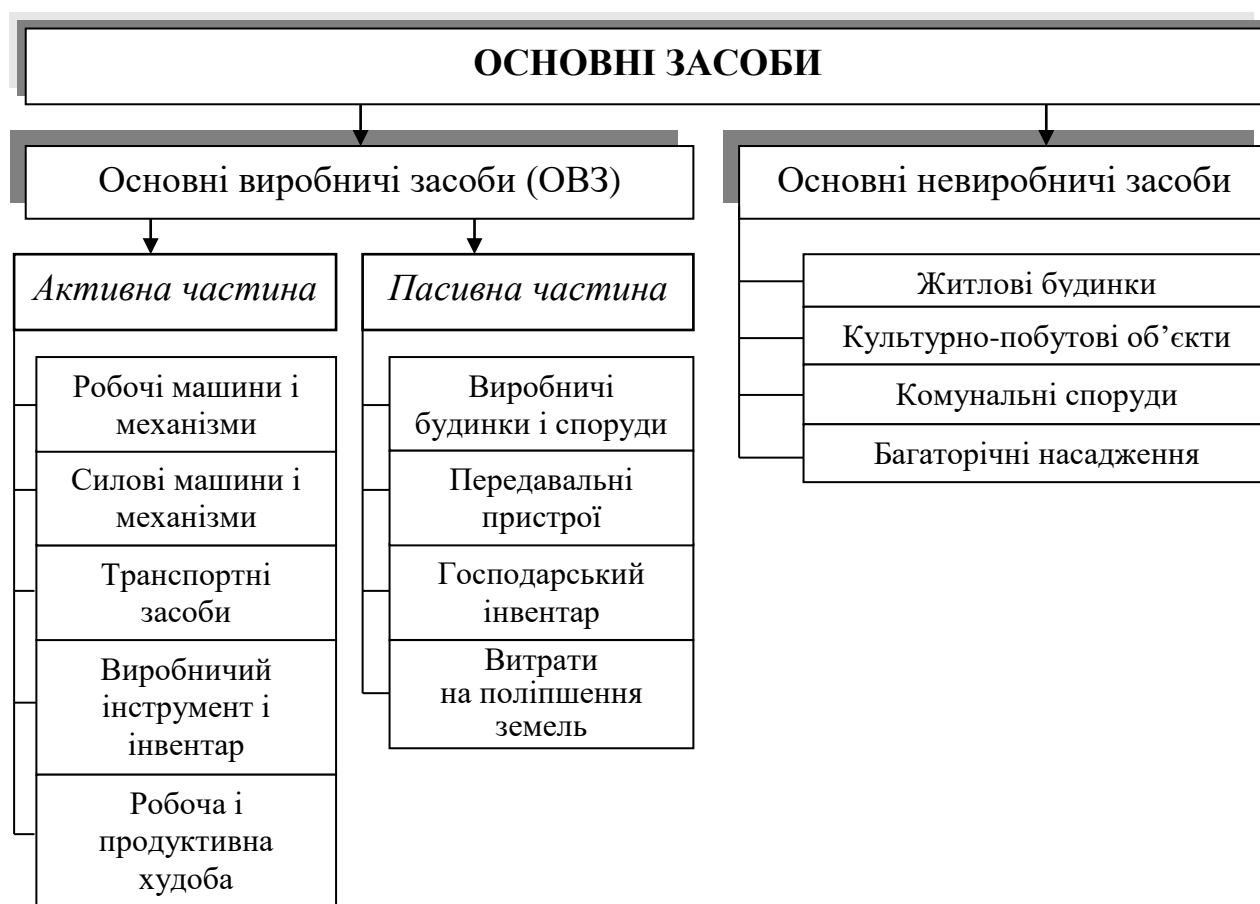 ОСНОВНІ ЗАСОБИ
Основні виробничі засоби (ОВЗ)
Основні невиробничі засоби
Активна частина
Пасивна частина
Робочі машини і
механізми
Силові машини і
механізми
Транспортні
засоби
Виробничий
інструмент і
інвентар
Робоча і
продуктивна
худоба
Виробничі
будинки і споруди
Передавальні
пристрої
Господарський
інвентар
Витрати
на поліпшення
земель
Житлові будинки
Культурно-побутові об’єкти
Комунальні споруди
Багаторічні насадження